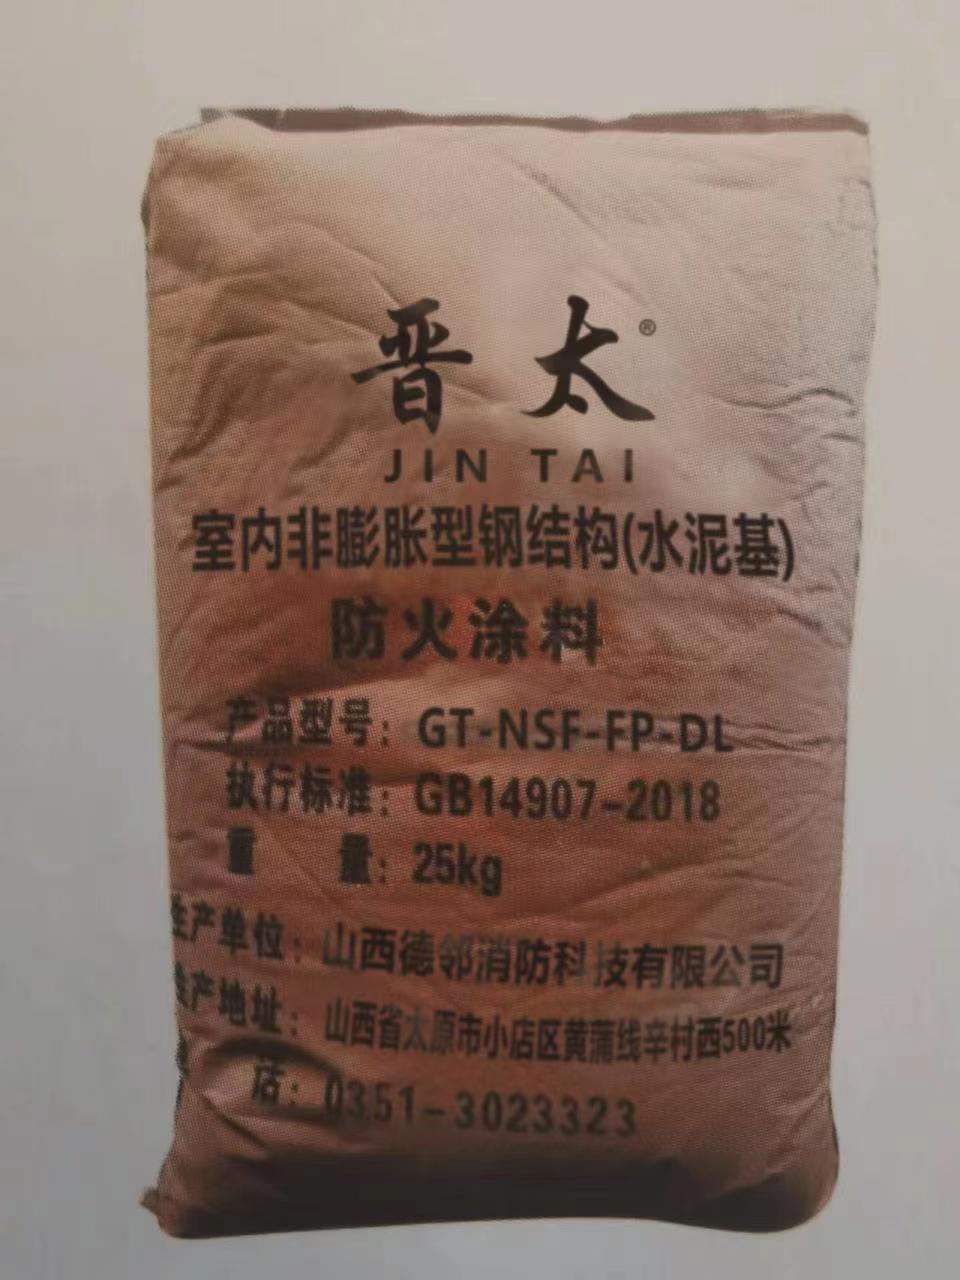 晋太®
JIN TAI
室内非膨胀型钢结构(水泥基)
防火涂料
产品型号：GT-NSF-FP-DL
执行标准：GB14907-2018
重量：25kg
生产单位：山西德邻消防科技有限公司
生产地址：山西省太原市小店区黄蒲线辛村西500米
话：0351-3023323